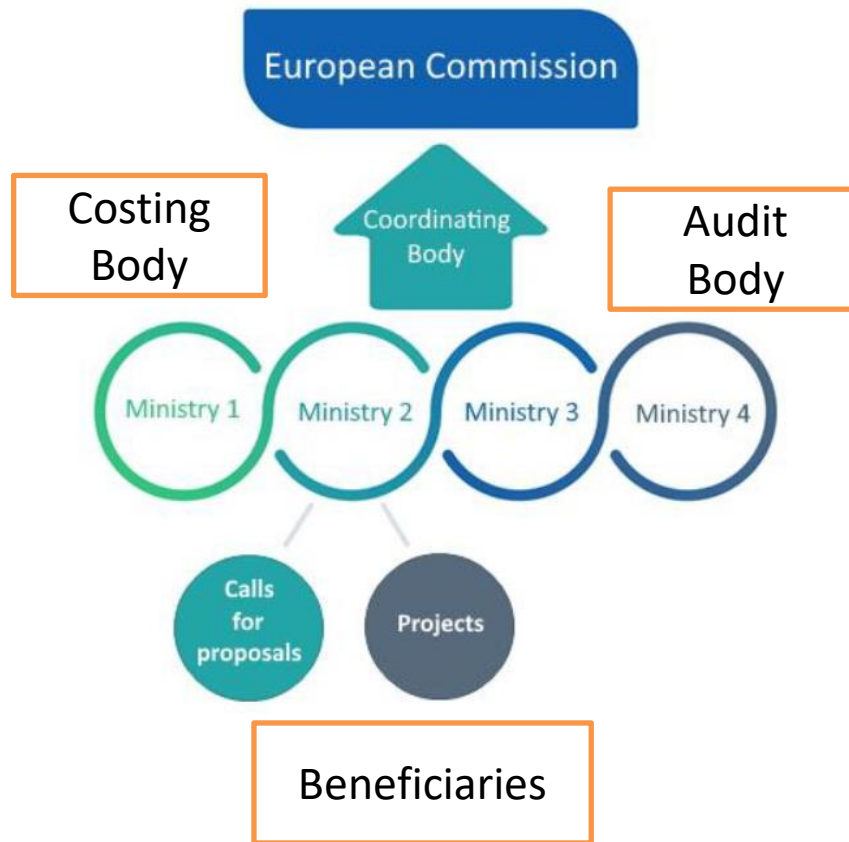 European Commission
Costing
Body
Coordinating
Body
Audit
Body
Ministry 1
Ministry 2
Ministry 3
Ministry 4
Calls
for
proposals
Projects
Beneficiaries